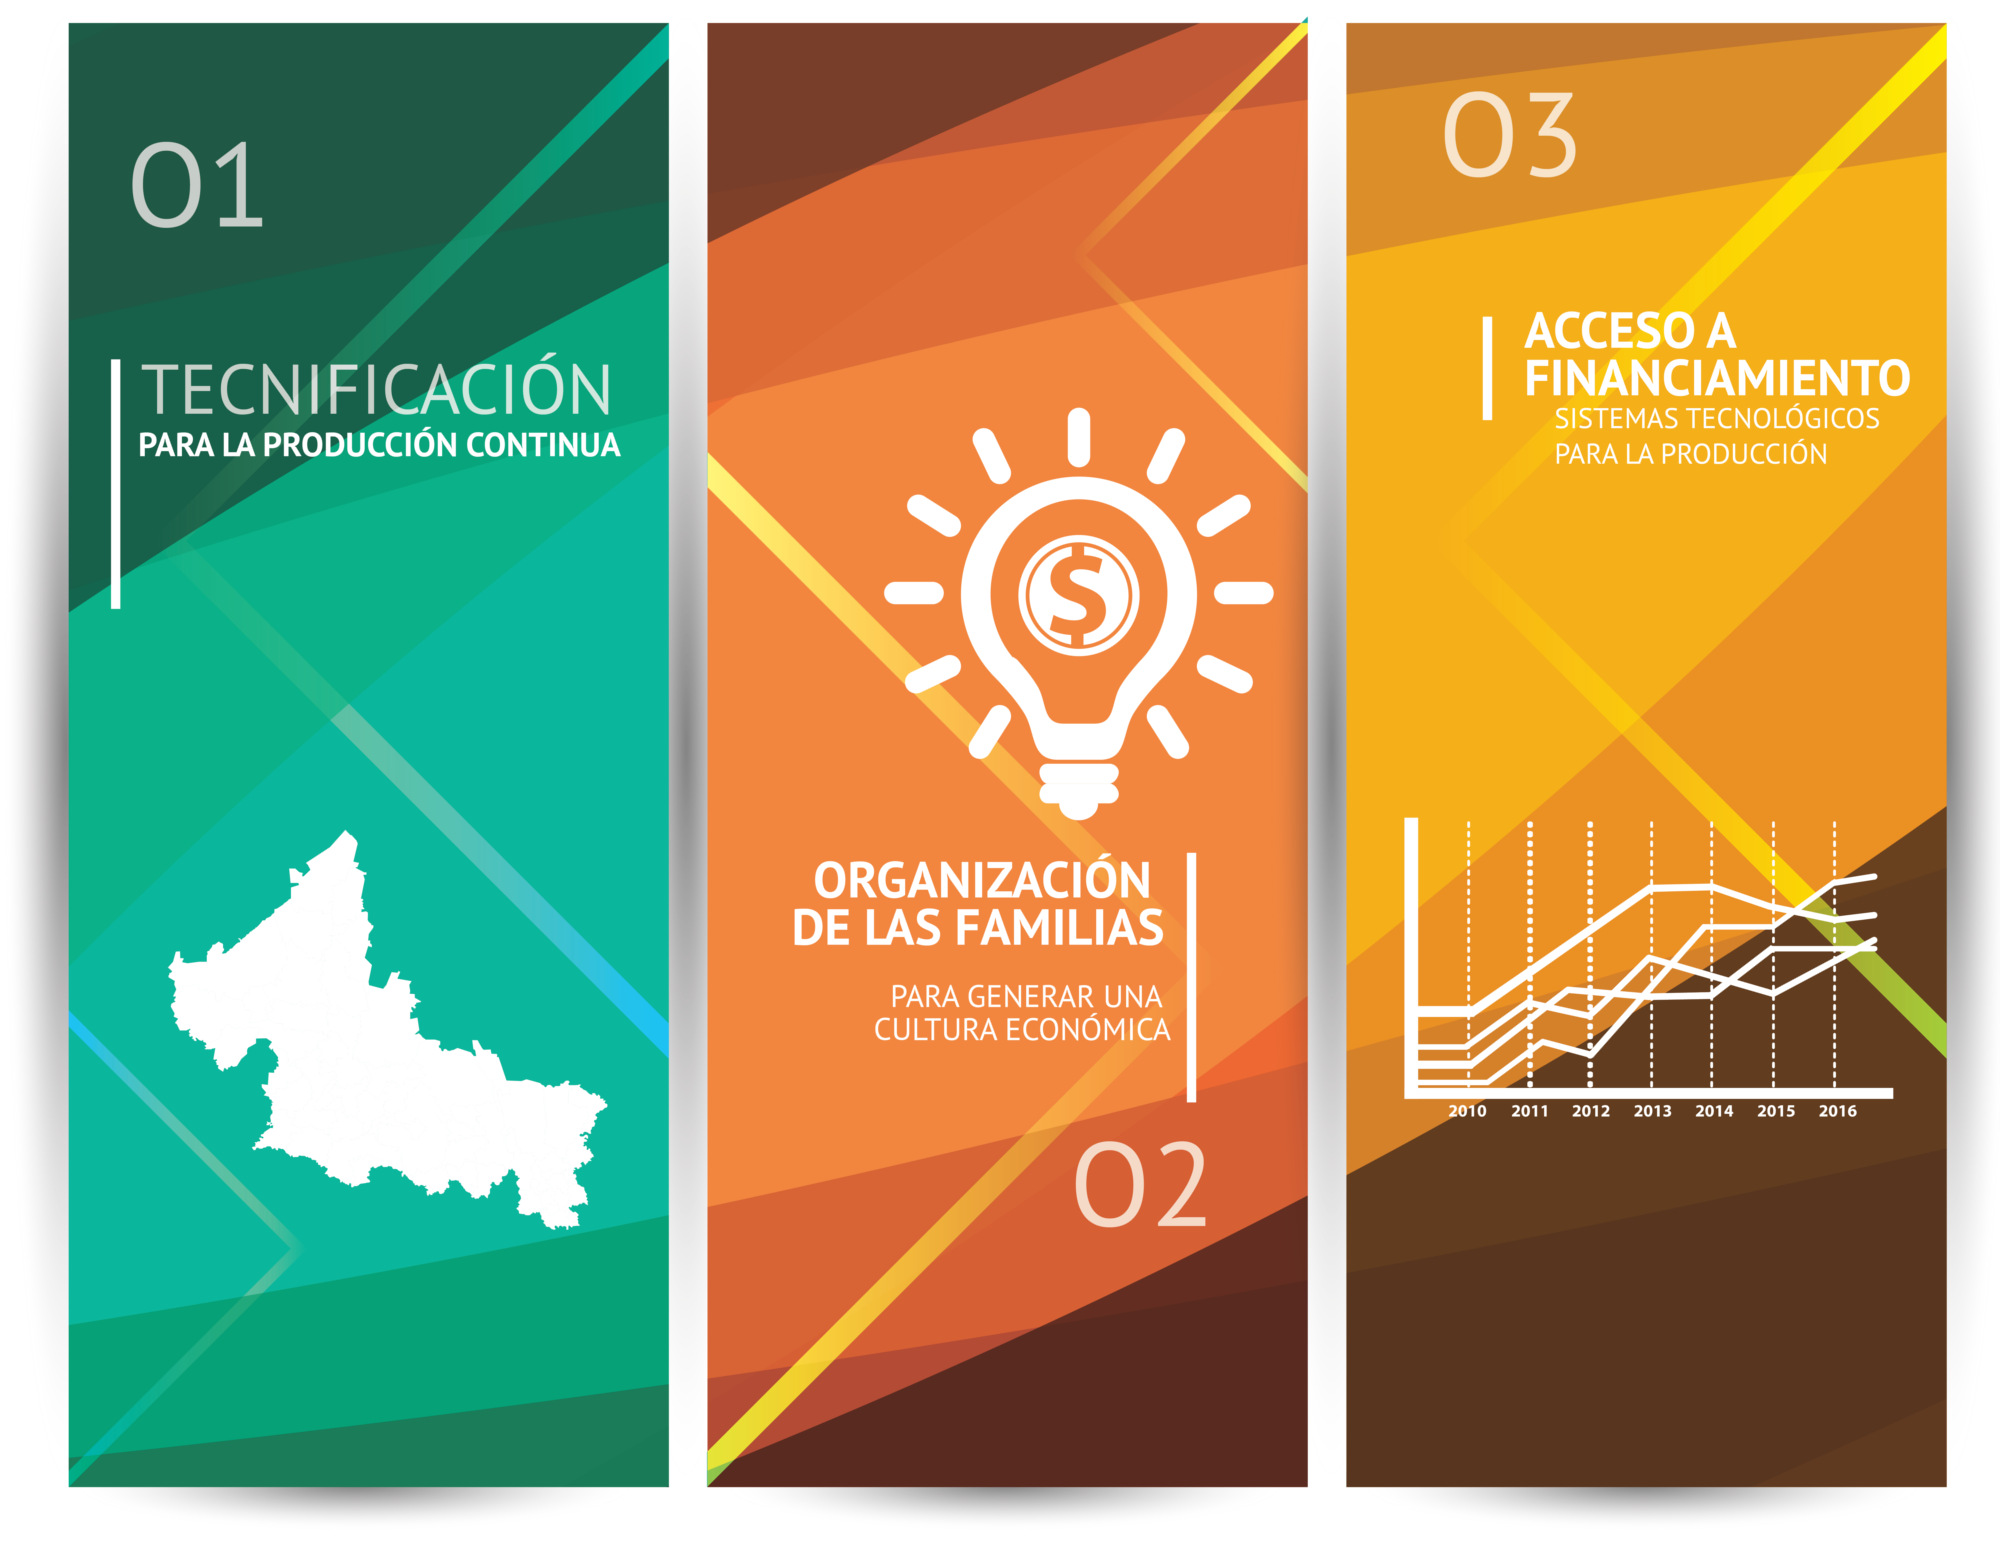 01
TECNIFICACIÓN
PARA LA PRODUCCIÓN CONTINUA
$
ORGANIZACIÓN
DE LAS FAMILIAS
PARA GENERAR UNA
CULTURA ECONÓMICA
02
03
ACCESO A
FINANCIAMIENTO
SISTEMAS TECNOLÓGICOS
PARA LA PRODUCCIÓN
2010 2011 2012 2013 2014 2015 2016